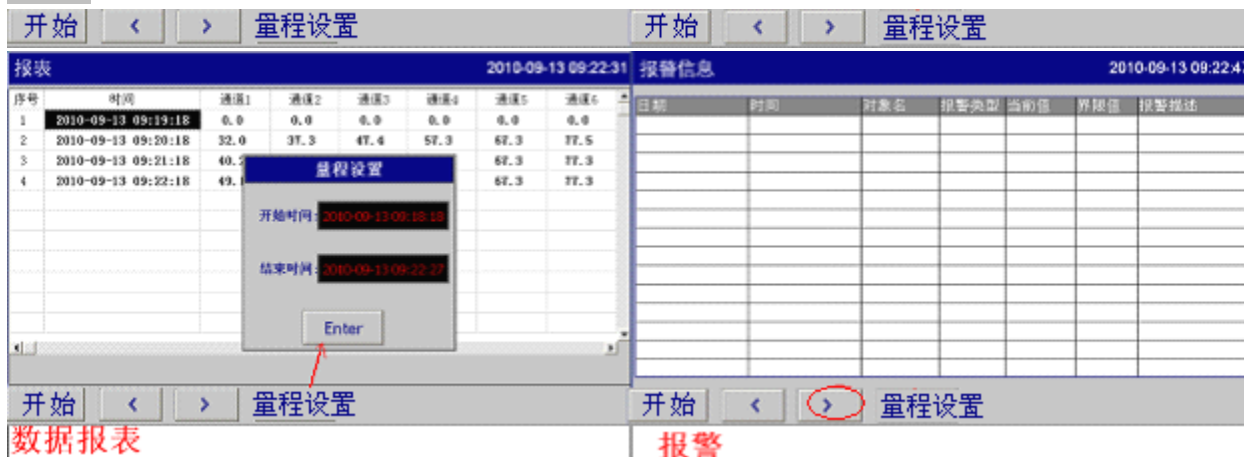 开始 < > 量程设置
开始 < > 量程设置
报表 2010-09-13 09:22:31
序号 时间 通道1 通道2 通道3 通道4 通道5 通道6
1 2010-09-13 09:19:18 0.0 0.0 0.0 0.0 0.0 0.0
2 2010-09-13 09:20:18 32.0 37.3 47.4 57.3 67.3 77.5
3 2010-09-13 09:21:18 40. 67.3 77.3
4 2010-09-13 09:22:18 49. 67.3 77.3
量程设置
开始时间: 2010-09-13 09:18:18
结束时间: 2010-09-13 09:22:27
Enter
开始 < > 量程设置
数据报表
报警信息 2010-09-13 09:22:4
日期 时间 对象名 报警类型 当前值 界限值 报警描述
开始 < > 量程设置
报警